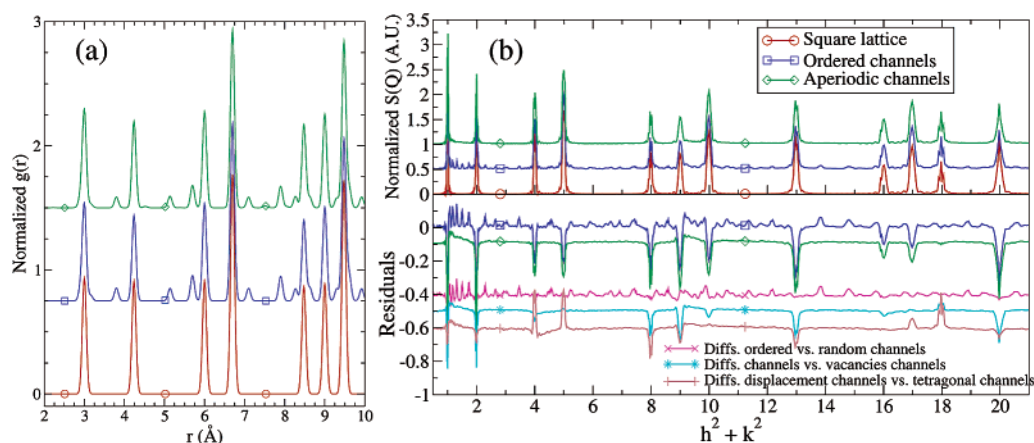 (a)
Normalized g(r)
3
2
1
0
2 3 4 5 6 7 8 9 10
r (Å)
(b)
Normalized S(Q) (A.U.)
3.5
3
2.5
2
1.5
1
0.5
0
Square lattice
Ordered channels
Aperiodic channels
Residuals
0
-0.2
-0.4
-0.6
-0.8
-1
Diffs. ordered vs. random channels
Diffs. channels vs. vacancies channels
Diffs. displacement channels vs. tetragonal channels
2 4 6 8 10 12 14 16 18 20
h² + k²